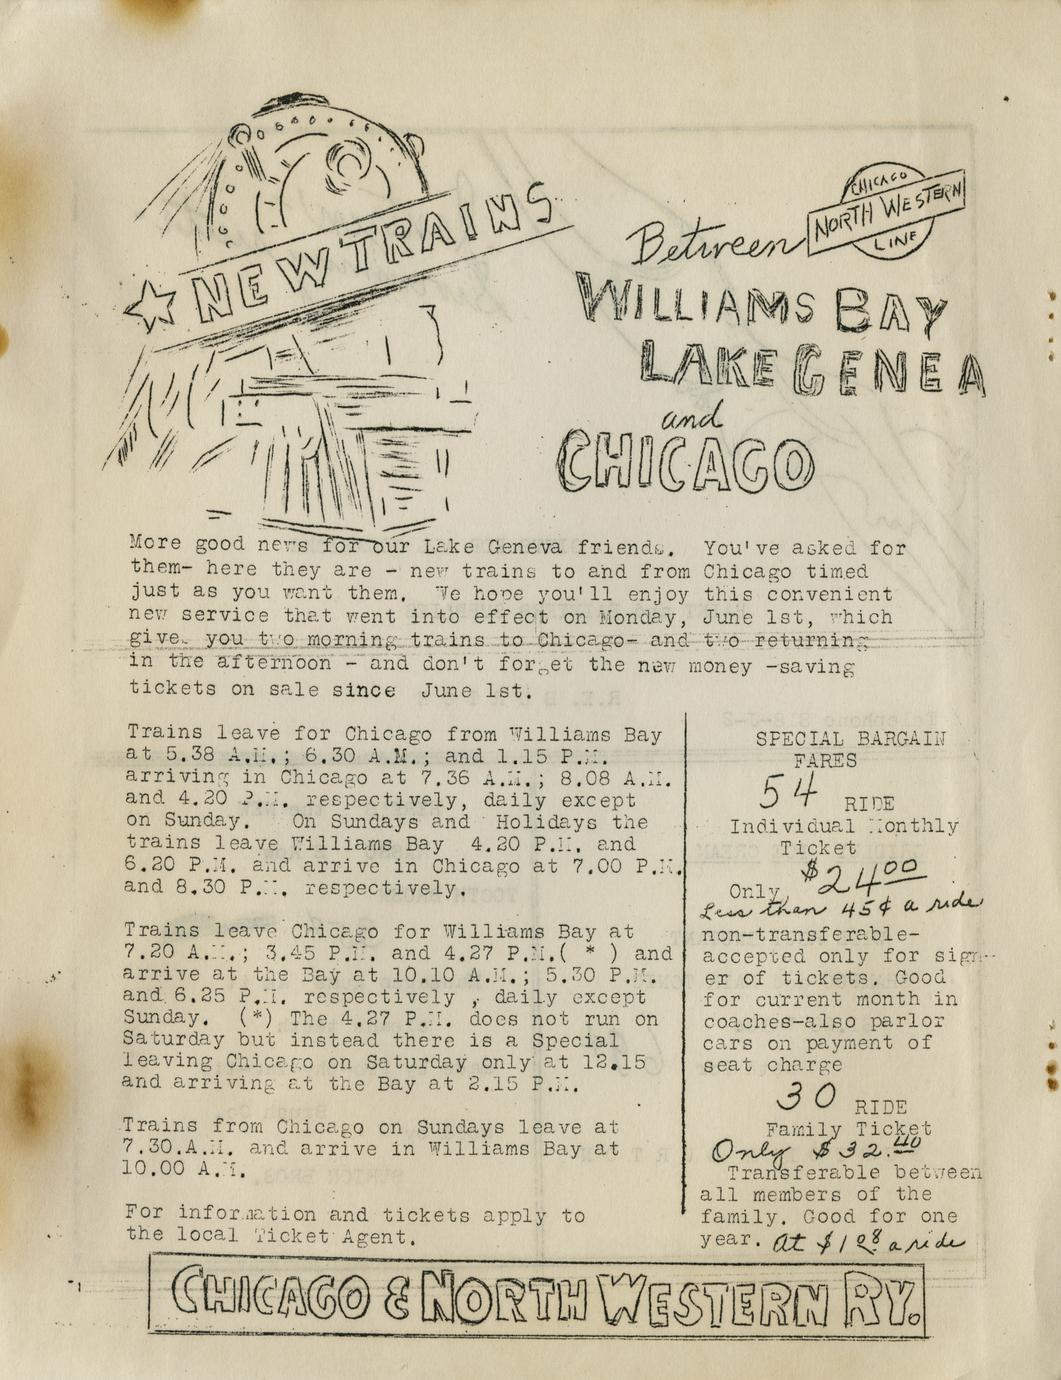 NEW TRAINS
Between
CHICAGO
NORTH WESTERN
LINE
WILLIAMS BAY
LAKE GENEA
and
CHICAGO
More good news for our Lake Geneva friends. You've asked for
them- here they are - new trains to and from Chicago timed
just as you want them. We hope you'll enjoy this convenient
new service that went into effect on Monday, June 1st, which
give. you two morning trains to Chicago- and two returning
in the afternoon - and don't forget the new money -saving
tickets on sale since June 1st.
Trains leave for Chicago from Williams Bay
at 5.38 A.M.; 6.30 A.M.; and 1.15 P.M.
arriving in Chicago at 7.36 A.M.; 8.08 A.M.
and 4.20 P.M. respectively, daily except
on Sunday. On Sundays and Holidays the
trains leave Williams Bay 4.20 P.M. and
6.20 P.M. and arrive in Chicago at 7.00 P.M.
and 8.30 P.M. respectively.
Trains leave Chicago for Williams Bay at
7.20 A.M.; 3.45 P.M. and 4.27 P.M.( * ) and
arrive at the Bay at 10.10 A.M.; 5.30 P.M.
and 6.25 P.M. respectively , daily except
Sunday. (*) The 4.27 P.M. does not run on
Saturday but instead there is a Special
leaving Chicago on Saturday only at 12.15
and arriving at the Bay at 2.15 P.M.
Trains from Chicago on Sundays leave at
7.30.A.M. and arrive in Williams Bay at
10.00 A.M.
For information and tickets apply to
the local Ticket Agent.
SPECIAL BARGAIN
FARES
54 RIDE
Individual Monthly
Ticket
Only $24.00
Less than 45¢ a ride
non-transferable-
accepted only for sign-
er of tickets. Good
for current month in
coaches-also parlor
cars on payment of
seat charge
30 RIDE
Family Ticket
Only $32.40
Transferable between
all members of the
family. Good for one
year. At $1.08 a ride
CHICAGO & NORTH WESTERN RY.